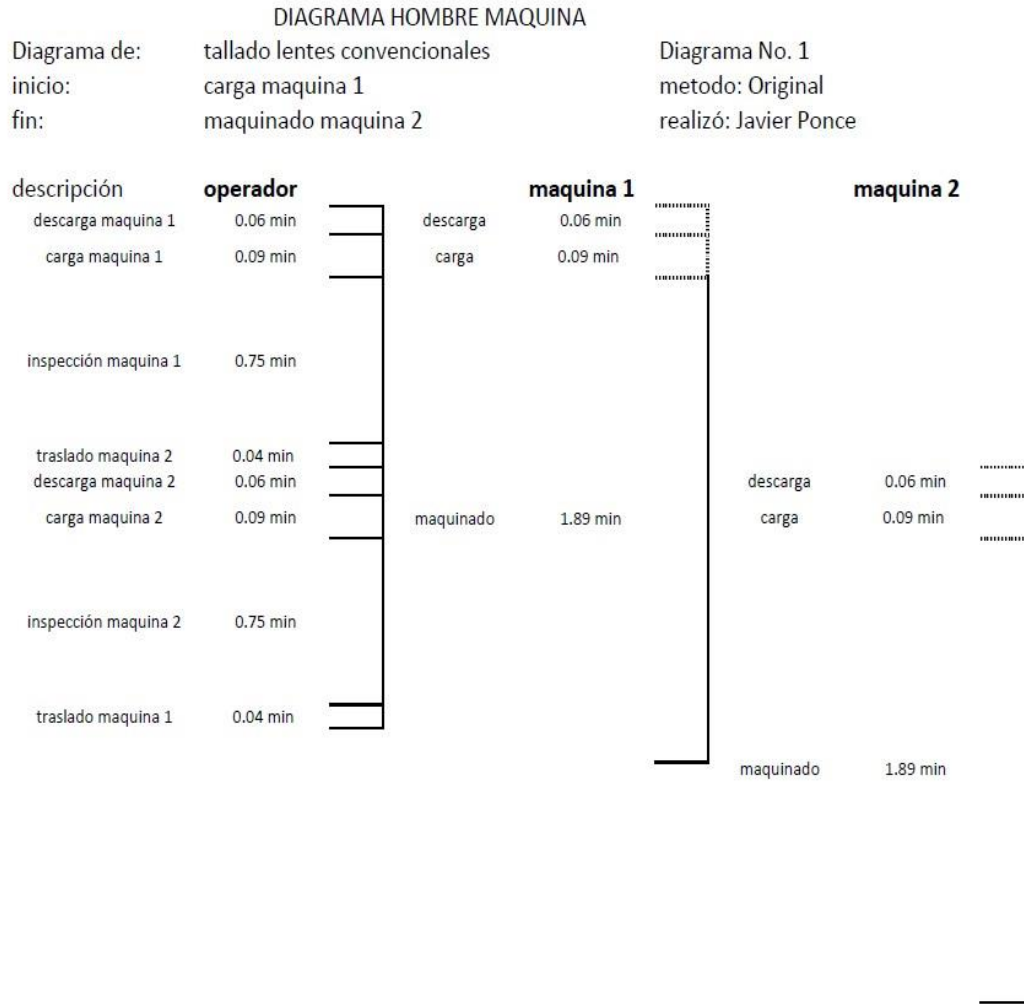 DIAGRAMA HOMBRE MAQUINA
Diagrama de: tallado lentes convencionales Diagrama No. 1
inicio: carga maquina 1 metodo: Original
fin: maquinado maquina 2 realizó: Javier Ponce
descripción operador maquina 1 maquina 2
descarga maquina 1 0.06 min descarga 0.06 min
carga maquina 1 0.09 min carga 0.09 min
inspección maquina 1 0.75 min
traslado maquina 2 0.04 min
descarga maquina 2 0.06 min descarga 0.06 min
carga maquina 2 0.09 min maquinado 1.89 min carga 0.09 min
inspección maquina 2 0.75 min
traslado maquina 1 0.04 min
maquinado 1.89 min